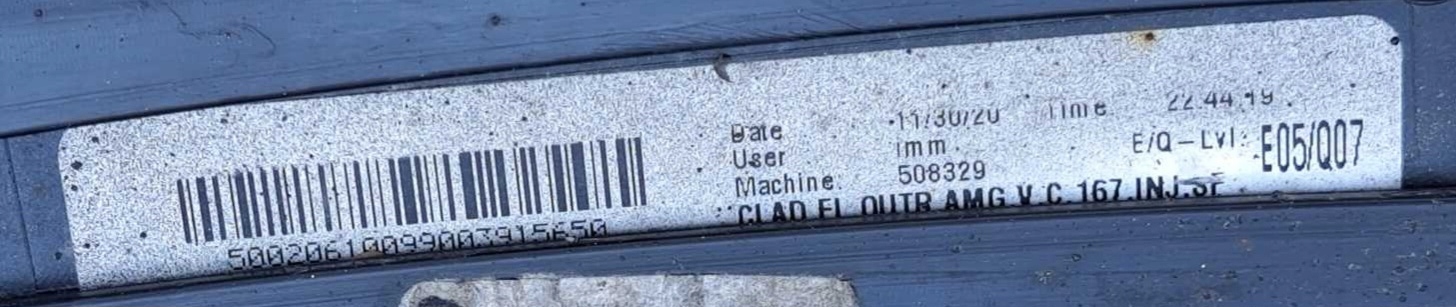 Date 11/30/20 Time 22:44:19
User imm
Machine 508329
E/Q-Lvl: E05/Q07
CLAD FL OUTR AMG V.C.167.INJ.SF